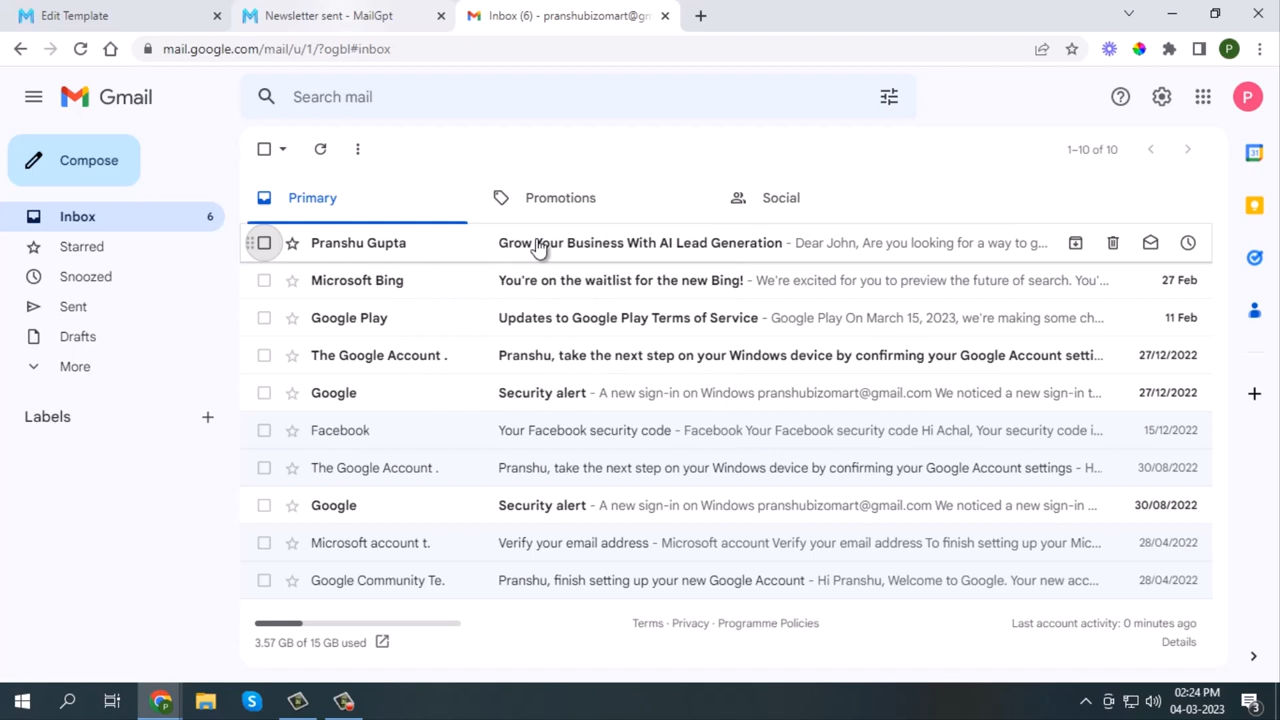 Edit Template
Newsletter sent - MailGpt
Inbox (6) - pranshubizomart@gm
mail.google.com/mail/u/1/?ogbl#inbox
P
Gmail
Search mail
P
Compose
1–10 of 10
31
Inbox 6
Primary
Promotions
Social
Starred
Pranshu Gupta Grow Your Business With AI Lead Generation - Dear John, Are you looking for a way to g...
Snoozed
Microsoft Bing You're on the waitlist for the new Bing! - We're excited for you to preview the future of search. You'... 27 Feb
Sent
Google Play Updates to Google Play Terms of Service - Google Play On March 15, 2023, we're making some ch... 11 Feb
Drafts
The Google Account . Pranshu, take the next step on your Windows device by confirming your Google Account setti... 27/12/2022
More
Google Security alert - A new sign-in on Windows pranshubizomart@gmail.com We noticed a new sign-in t... 27/12/2022
Labels
Facebook Your Facebook security code - Facebook Your Facebook security code Hi Achal, Your security code i... 15/12/2022
The Google Account . Pranshu, take the next step on your Windows device by confirming your Google Account settings - H... 30/08/2022
Google Security alert - A new sign-in on Windows pranshubizomart@gmail.com We noticed a new sign-in ... 30/08/2022
Microsoft account t. Verify your email address - Microsoft account Verify your email address To finish setting up your Mic... 28/04/2022
Google Community Te. Pranshu, finish setting up your new Google Account - Hi Pranshu, Welcome to Google. Your new acc... 28/04/2022
Terms · Privacy · Programme Policies
Last account activity: 0 minutes ago
3.57 GB of 15 GB used
Details
02:24 PM
04-03-2023
3